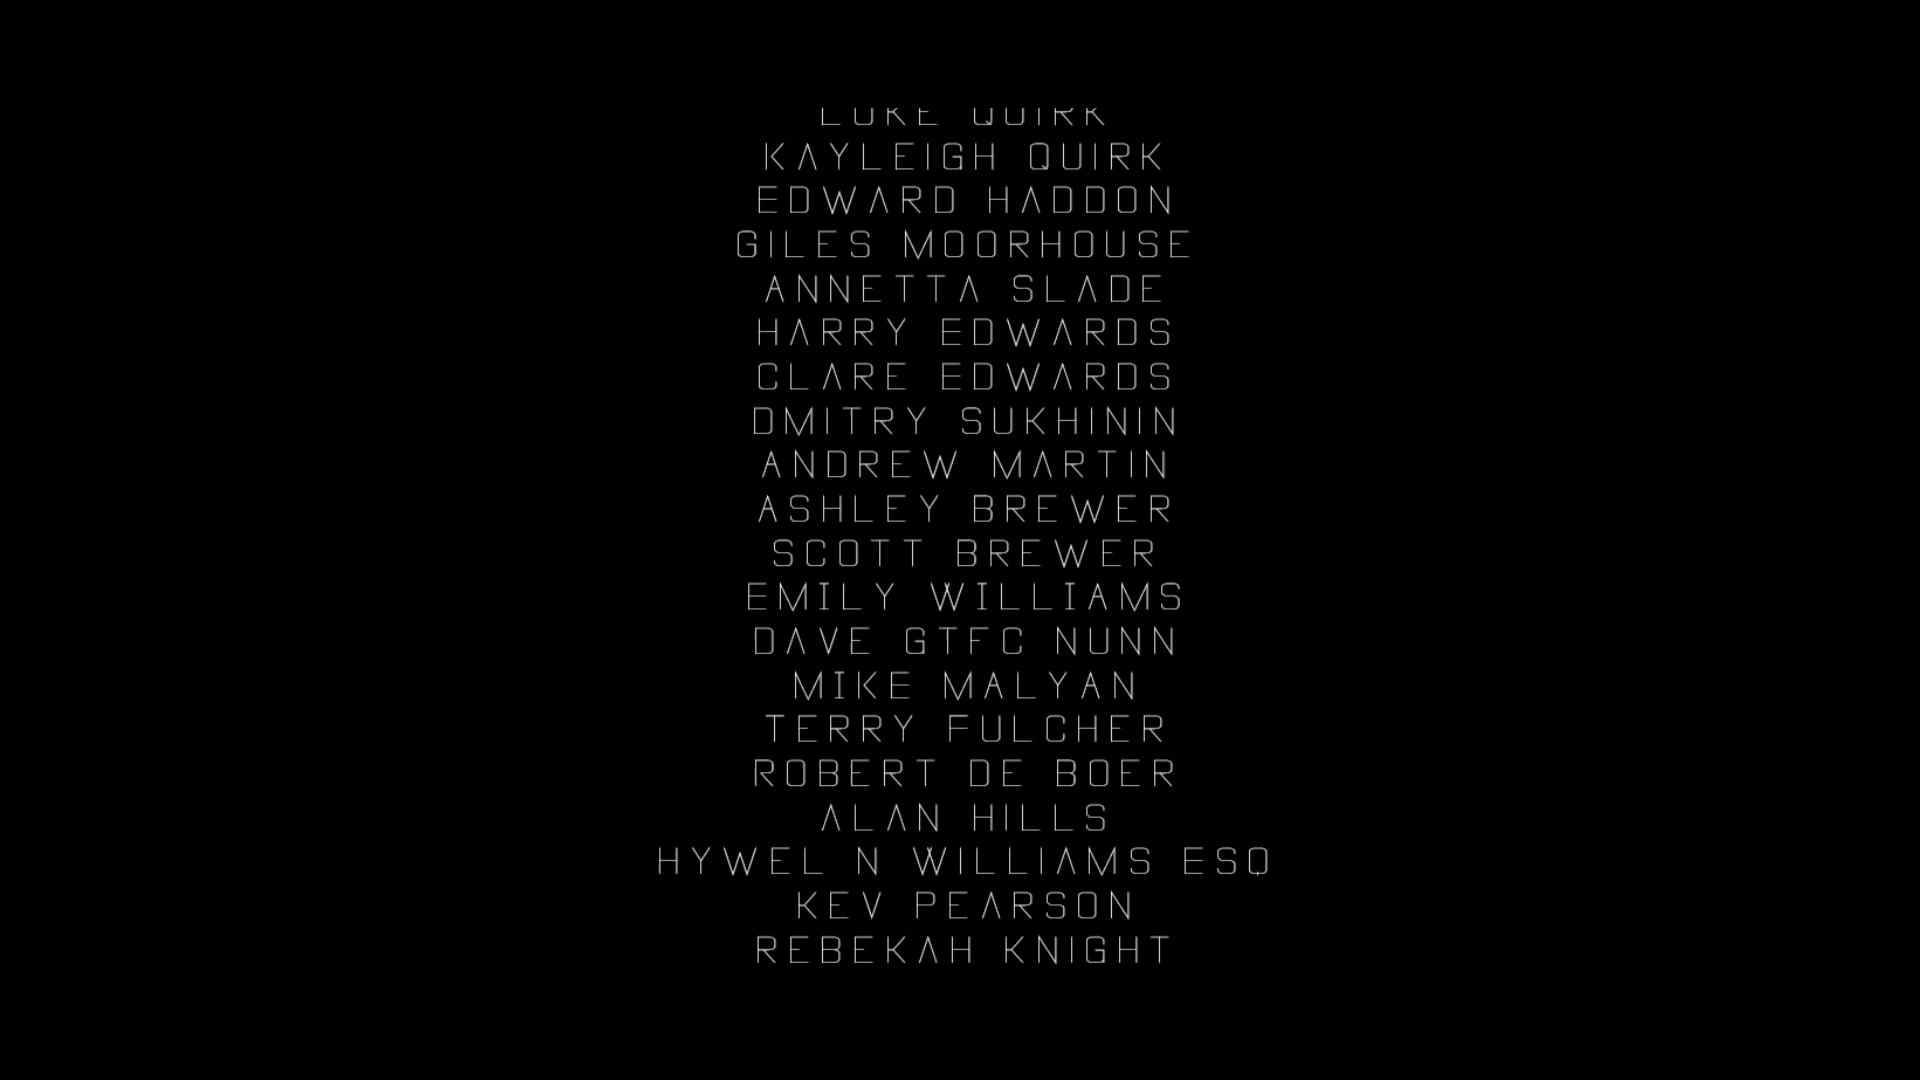 LUKE QUIRK
KAYLEIGH QUIRK
EDWARD HADDON
GILES MOORHOUSE
ANNETTA SLADE
HARRY EDWARDS
CLARE EDWARDS
DMITRY SUKHININ
ANDREW MARTIN
ASHLEY BREWER
SCOTT BREWER
EMILY WILLIAMS
DAVE GTFC NUNN
MIKE MALYAN
TERRY FULCHER
ROBERT DE BOER
ALAN HILLS
HYWEL N WILLIAMS ESQ
KEV PEARSON
REBEKAH KNIGHT